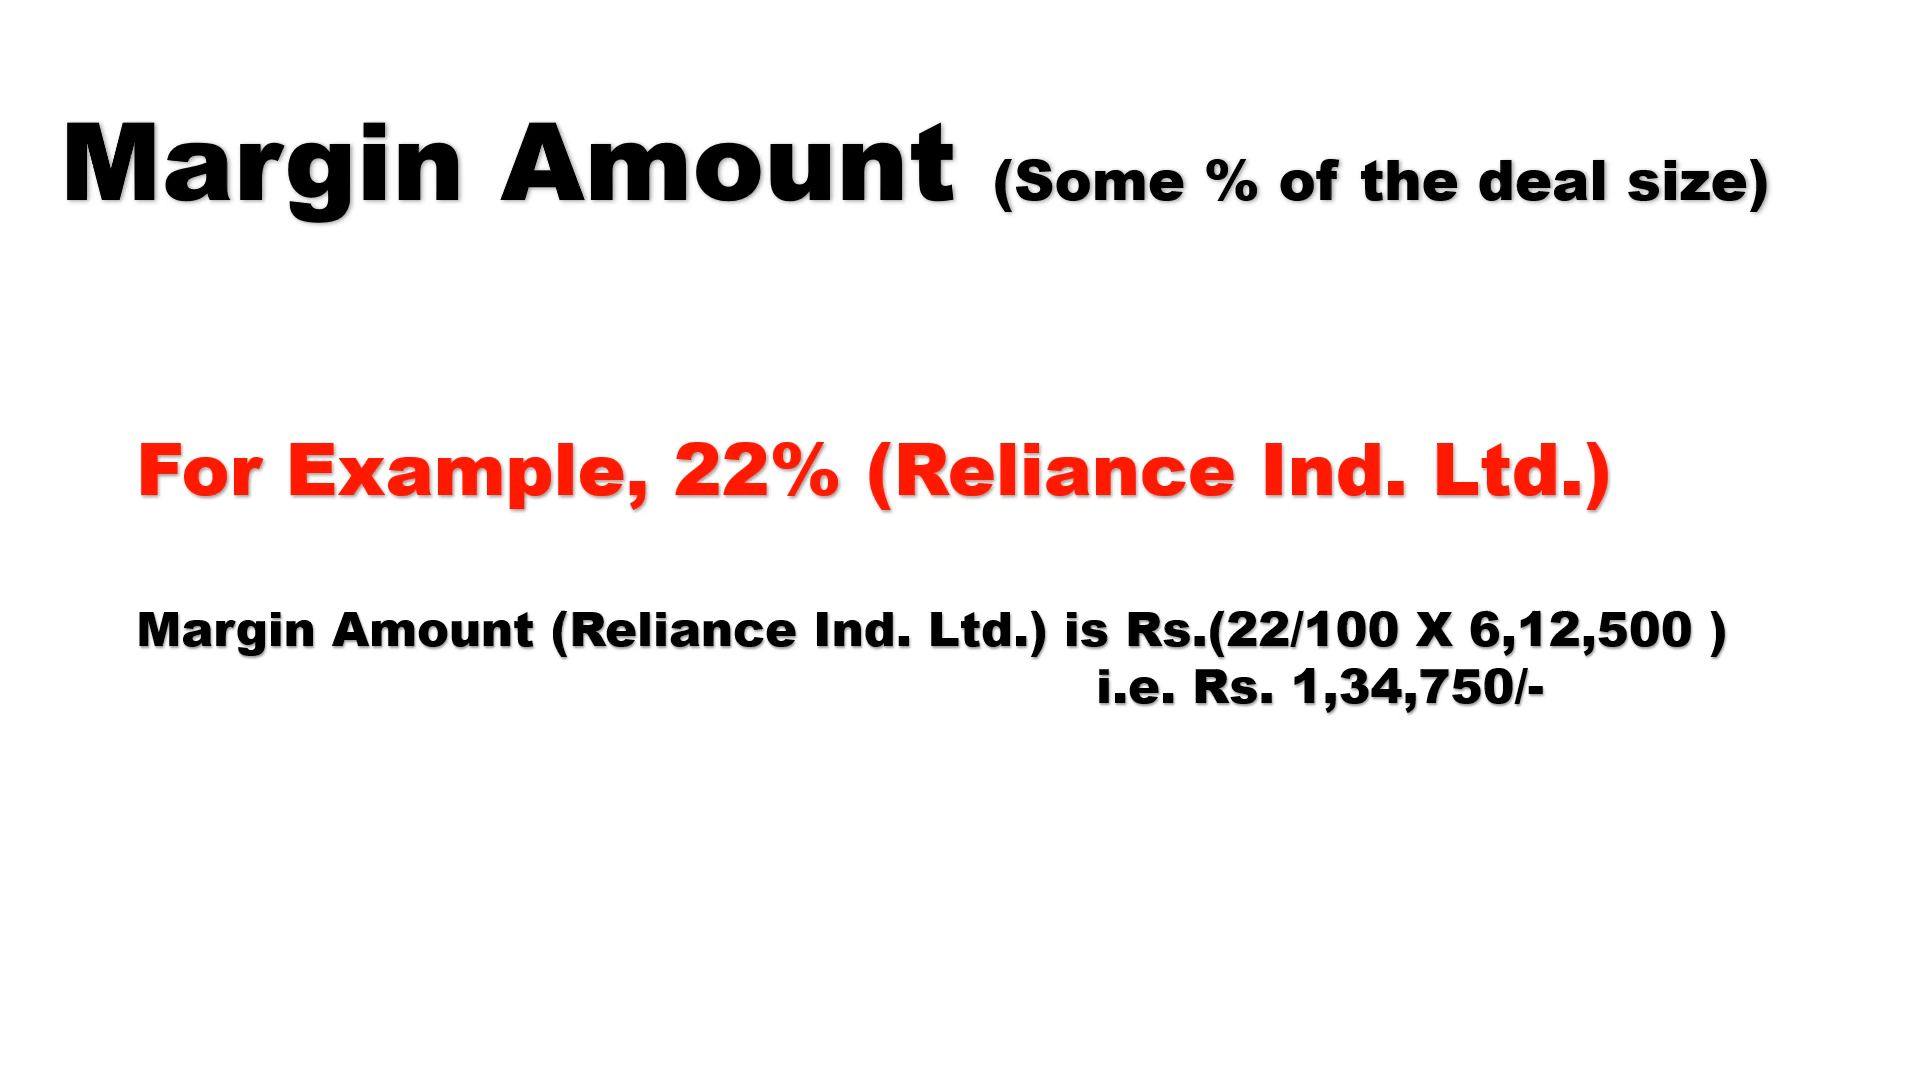 Margin Amount (Some % of the deal size)
For Example, 22% (Reliance Ind. Ltd.)
Margin Amount (Reliance Ind. Ltd.) is Rs.(22/100 X 6,12,500 )
i.e. Rs. 1,34,750/-